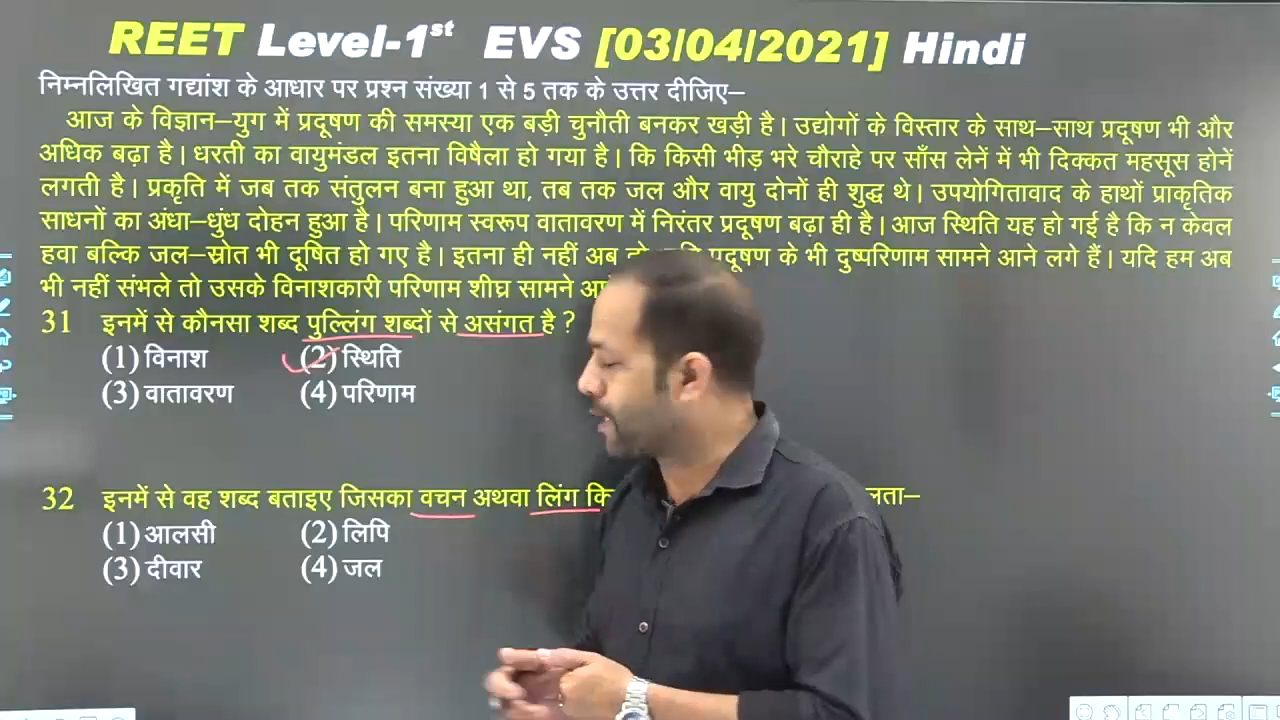 REET Level-1st EVS [03/04/2021] Hindi
निम्नलिखित गद्यांश के आधार पर प्रश्न संख्या 1 से 5 तक के उत्तर दीजिए–
आज के विज्ञान–युग में प्रदूषण की समस्या एक बड़ी चुनौती बनकर खड़ी है। उद्योगों के विस्तार के साथ–साथ प्रदूषण भी और
अधिक बढ़ा है। धरती का वायुमंडल इतना विषैला हो गया है। कि किसी भीड़ भरे चौराहे पर साँस लेनें में भी दिक्कत महसूस होनें
लगती है। प्रकृति में जब तक संतुलन बना हुआ था, तब तक जल और वायु दोनों ही शुद्ध थे। उपयोगितावाद के हाथों प्राकृतिक
साधनों का अंधा–धुंध दोहन हुआ है। परिणाम स्वरूप वातावरण में निरंतर प्रदूषण बढ़ा ही है। आज स्थिति यह हो गई है कि न केवल
हवा बल्कि जल–स्रोत भी दूषित हो गए है। इतना ही नहीं अब प्रदूषण के भी दुष्परिणाम सामने आने लगे हैं। यदि हम अब
भी नहीं संभले तो उसके विनाशकारी परिणाम शीघ्र सामने
31 इनमें से कौनसा शब्द पुल्लिंग शब्दों से असंगत है ?
(1) विनाश (2) स्थिति
(3) वातावरण (4) परिणाम
32 इनमें से वह शब्द बताइए जिसका वचन अथवा लिंग
(1) आलसी (2) लिपि
(3) दीवार (4) जल